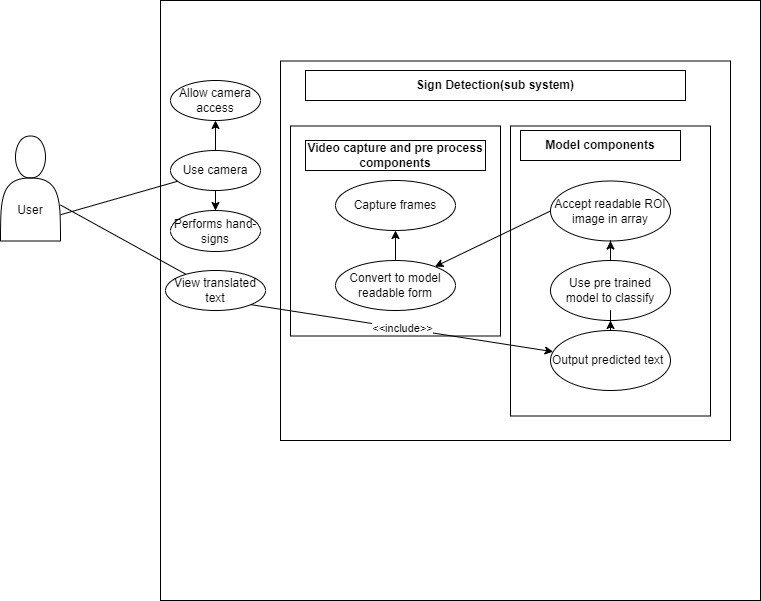 User
Allow camera
access
Use camera
Performs hand-
signs
View translated
text
Sign Detection(sub system)
Video capture and pre process
components
Capture frames
Convert to model
readable form
<<include>>
Model components
Accept readable ROI
image in array
Use pre trained
model to classify
Output predicted text